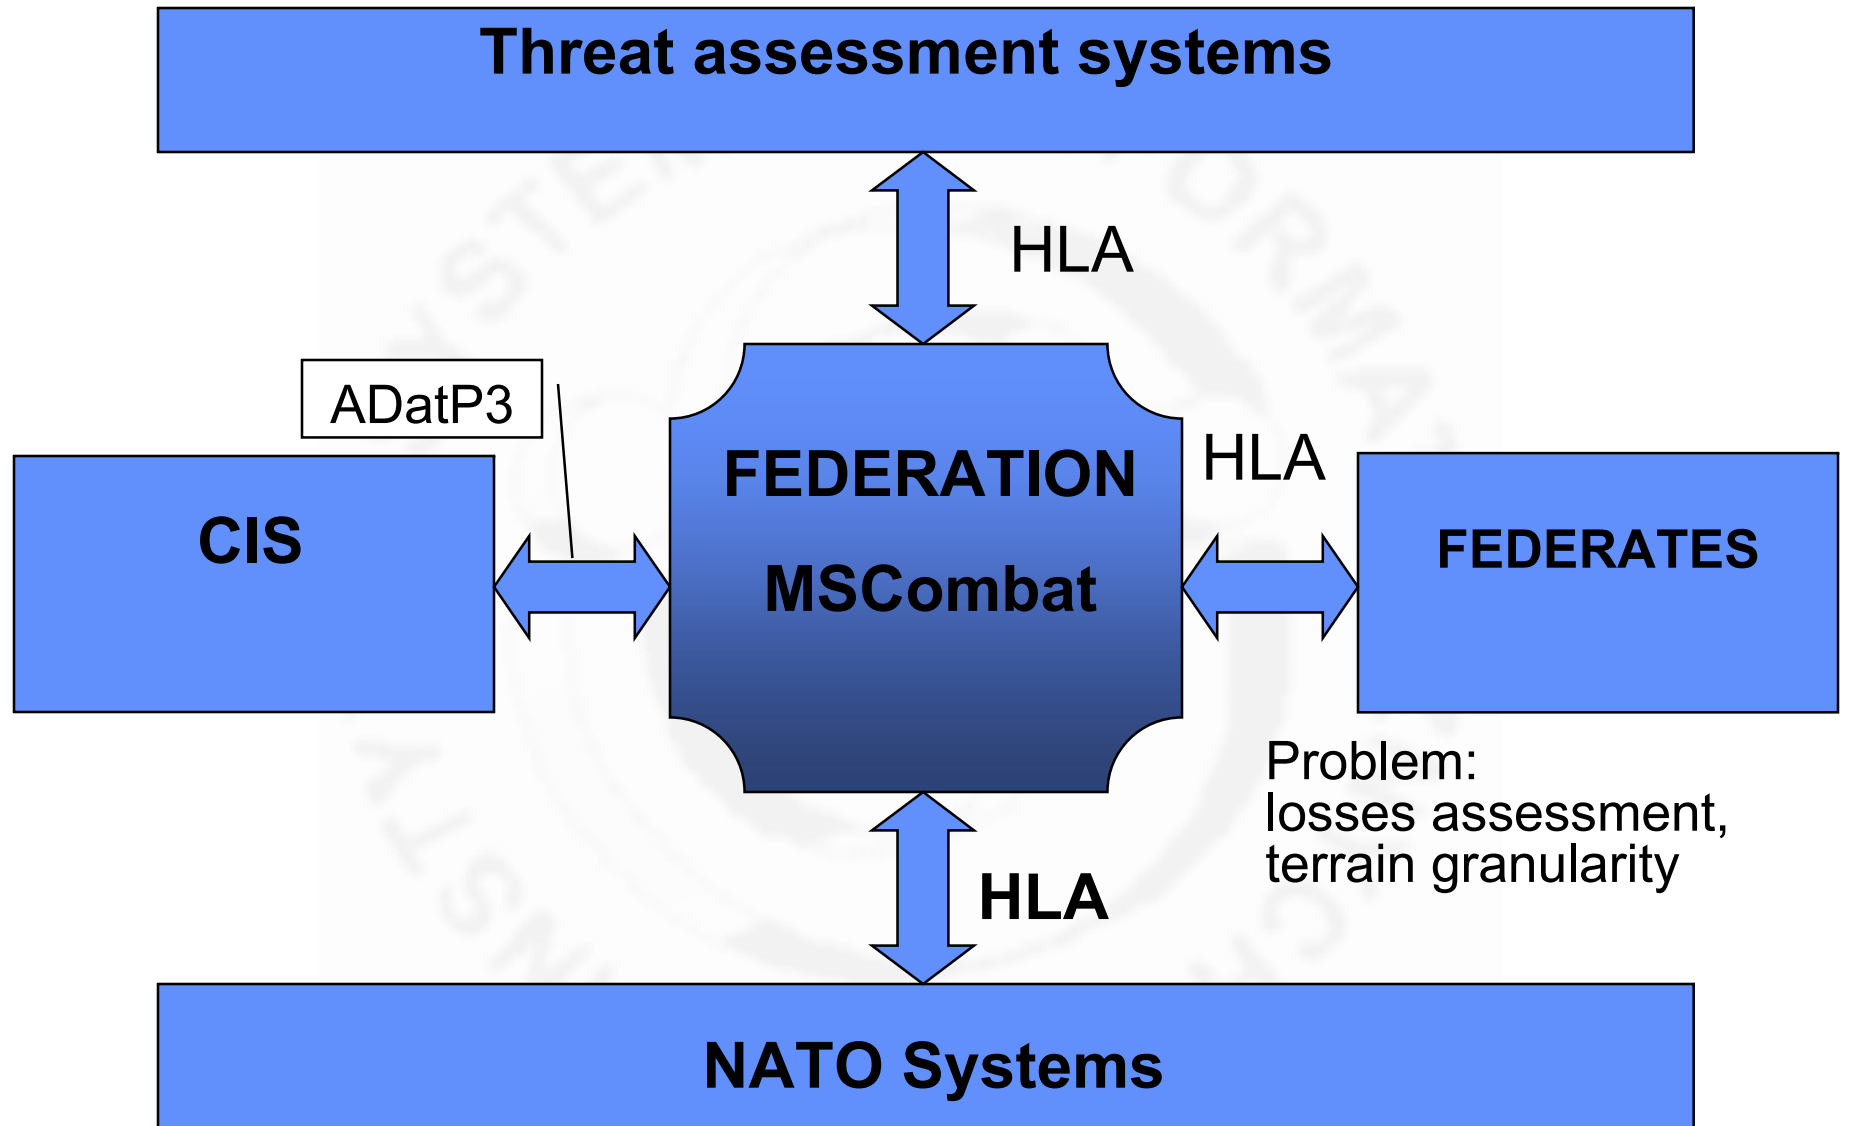 Threat assessment systems
HLA
ADatP3
FEDERATION
HLA
CIS
FEDERATES
MSCombat
Problem:
losses assessment,
terrain granularity
HLA
NATO Systems